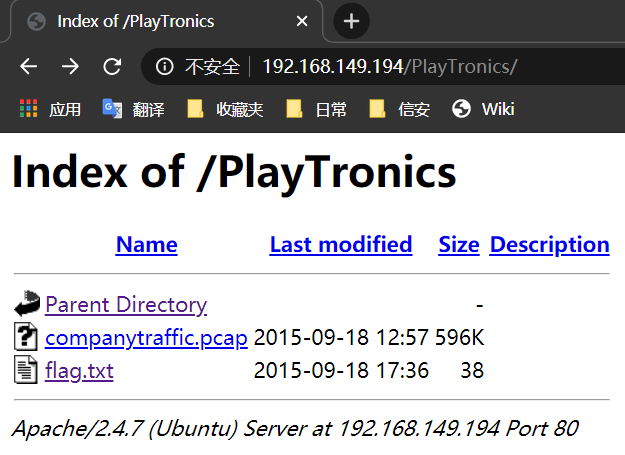 Index of /PlayTronics
不安全 192.168.149.194/PlayTronics/
应用 翻译 收藏夹 日常 信安 Wiki
Index of /PlayTronics
Name Last modified Size Description
Parent Directory -
companytraffic.pcap 2015-09-18 12:57 596K
flag.txt 2015-09-18 17:36 38
Apache/2.4.7 (Ubuntu) Server at 192.168.149.194 Port 80